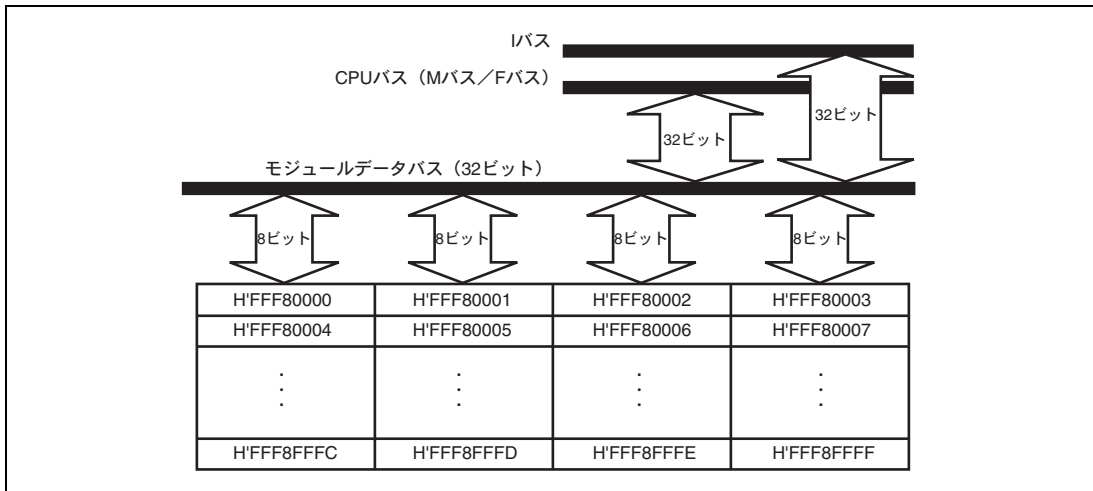 Iバス
CPUバス（Mバス／Fバス）
32ビット
32ビット
モジュールデータバス（32ビット）
8ビット 8ビット 8ビット 8ビット
H'FFF80000 H'FFF80001 H'FFF80002 H'FFF80003
H'FFF80004 H'FFF80005 H'FFF80006 H'FFF80007
H'FFF8FFFC H'FFF8FFFD H'FFF8FFFE H'FFF8FFFF